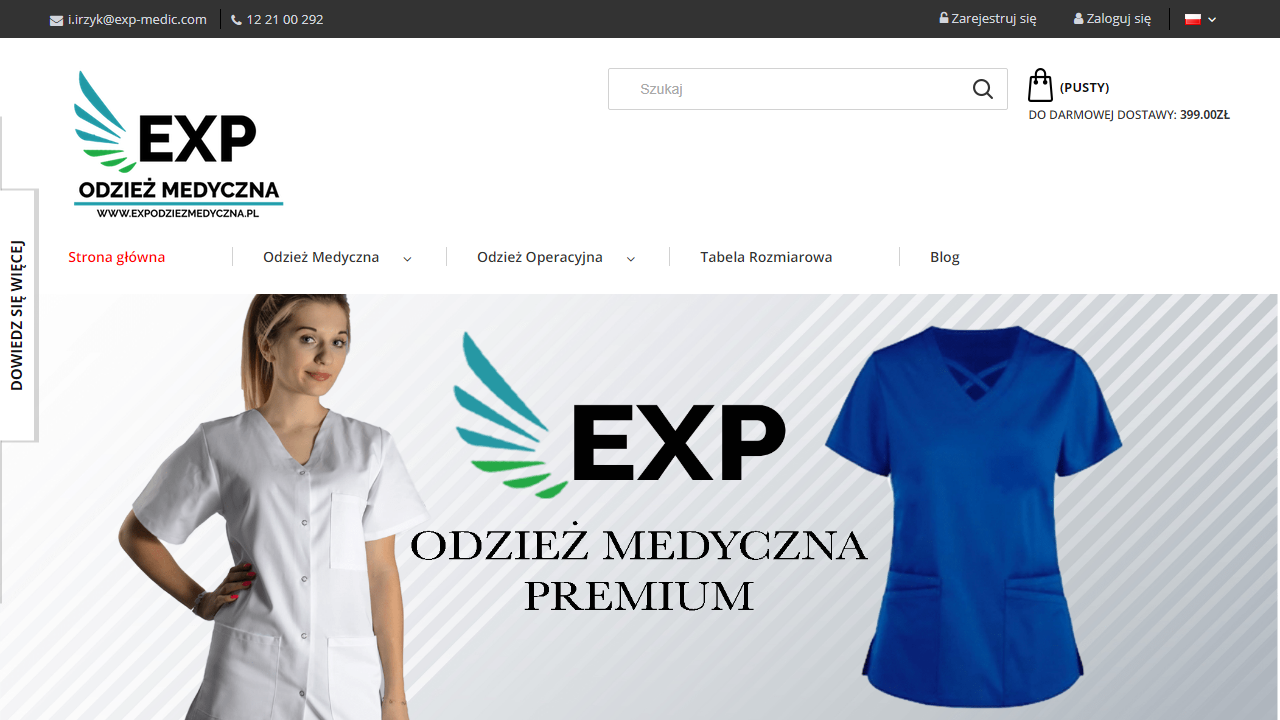 i.irzyk@exp-medic.com
12 21 00 292
Zarejestruj się
Zaloguj się
EXP
ODZIEŻ MEDYCZNA
WWW.EXPODZIEZMEDYCZNA.PL
Szukaj
(PUSTY)
DO DARMOWEJ DOSTAWY: 399.00ZŁ
DOWIEDZ SIĘ WIĘCEJ
Strona główna
Odzież Medyczna
Odzież Operacyjna
Tabela Rozmiarowa
Blog
EXP
ODZIEŻ MEDYCZNA
PREMIUM